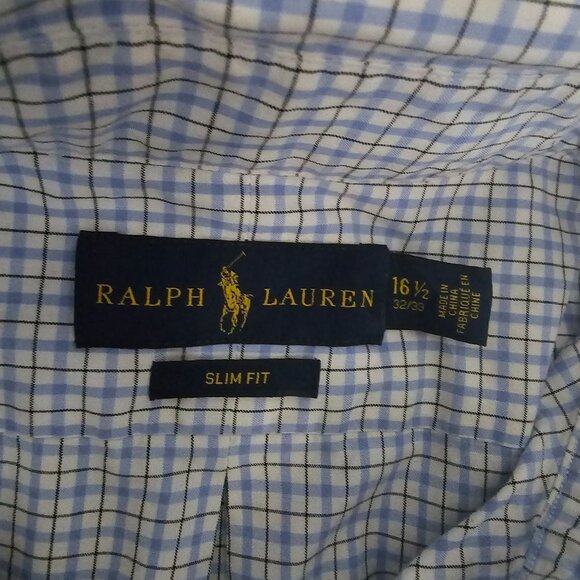 RALPH LAUREN
SLIM FIT
16 ½
32/33
MADE IN
CHINA
FABRIQUÉ EN
CHINE